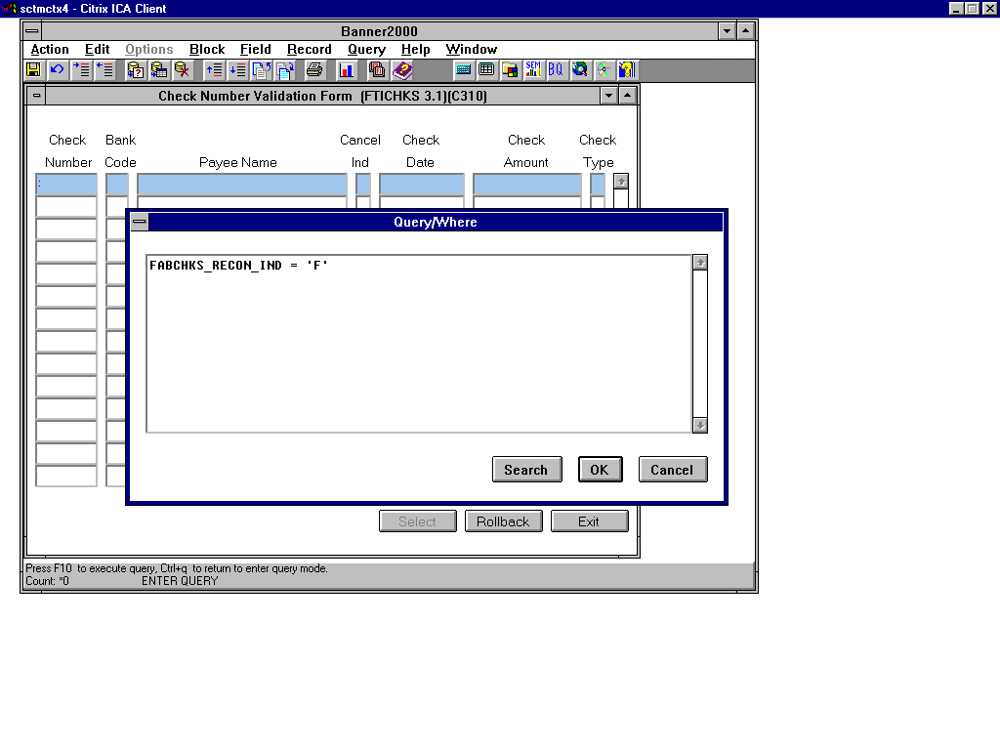 sctmctx4 - Citrix ICA Client
Banner2000
Action Edit Options Block Field Record Query Help Window
SEM
BQ
Check Number Validation Form (FTICHKS 3.1)(C310)
Check Bank Cancel Check Check Check
Number Code Payee Name Ind Date Amount Type
:
Query/Where
FABCHKS_RECON_IND = 'F'
Search OK Cancel
Select Rollback Exit
Press F10 to execute query, Ctrl+q to return to enter query mode.
Count: *0 ENTER QUERY